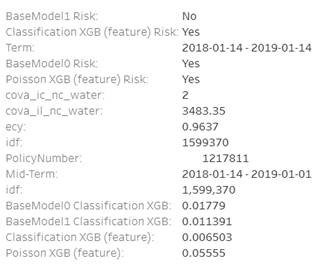 BaseModel1 Risk: No
Classification XGB (feature) Risk: Yes
Term: 2018-01-14 - 2019-01-14
BaseModel0 Risk: Yes
Poisson XGB (feature) Risk: Yes
cova_ic_nc_water: 2
cova_il_nc_water: 3483.35
ecy: 0.9637
idf: 1599370
PolicyNumber: 1217811
Mid-Term: 2018-01-14 - 2019-01-01
idf: 1,599,370
BaseModel0 Classification XGB: 0.01779
BaseModel1 Classification XGB: 0.011391
Classification XGB (feature): 0.006503
Poisson XGB (feature): 0.05555